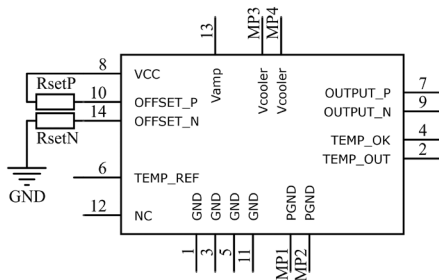 13
MP3
MP4
8
VCC
Vamp
Vcooler
Vcooler
RsetP
10
OFFSET_P
OUTPUT_P
7
14
OFFSET_N
OUTPUT_N
9
RsetN
TEMP_OK
4
TEMP_OUT
2
GND
6
TEMP_REF
12
NC
GND
GND
GND
GND
PGND
PGND
1
3
5
11
MP1
MP2